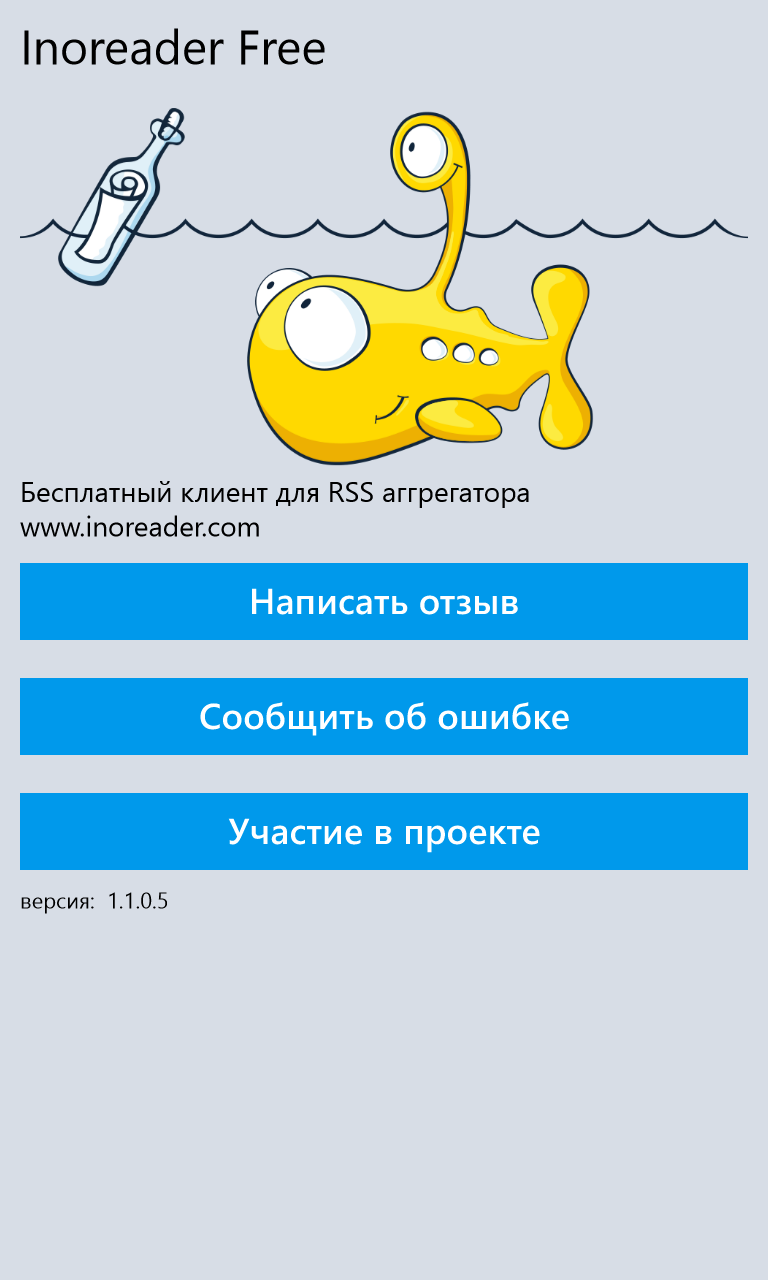 Inoreader Free
Бесплатный клиент для RSS аггрегатора
www.inoreader.com
Написать отзыв
Сообщить об ошибке
Участие в проекте
версия: 1.1.0.5